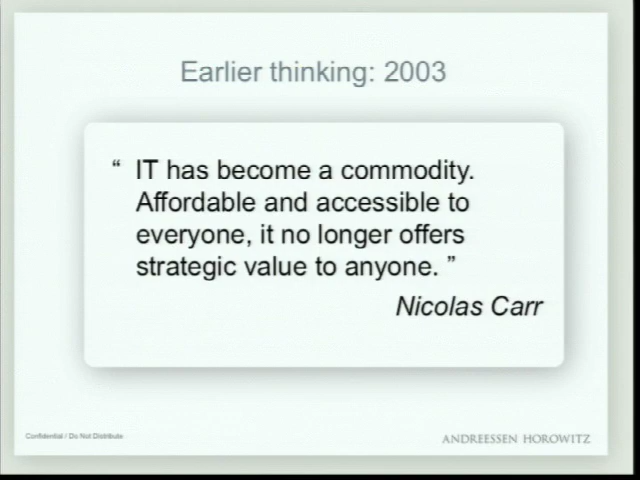 Earlier thinking: 2003
“ IT has become a commodity.
Affordable and accessible to
everyone, it no longer offers
strategic value to anyone. ”
Nicolas Carr
Confidential / Do Not Distribute
ANDREESSEN HOROWITZ